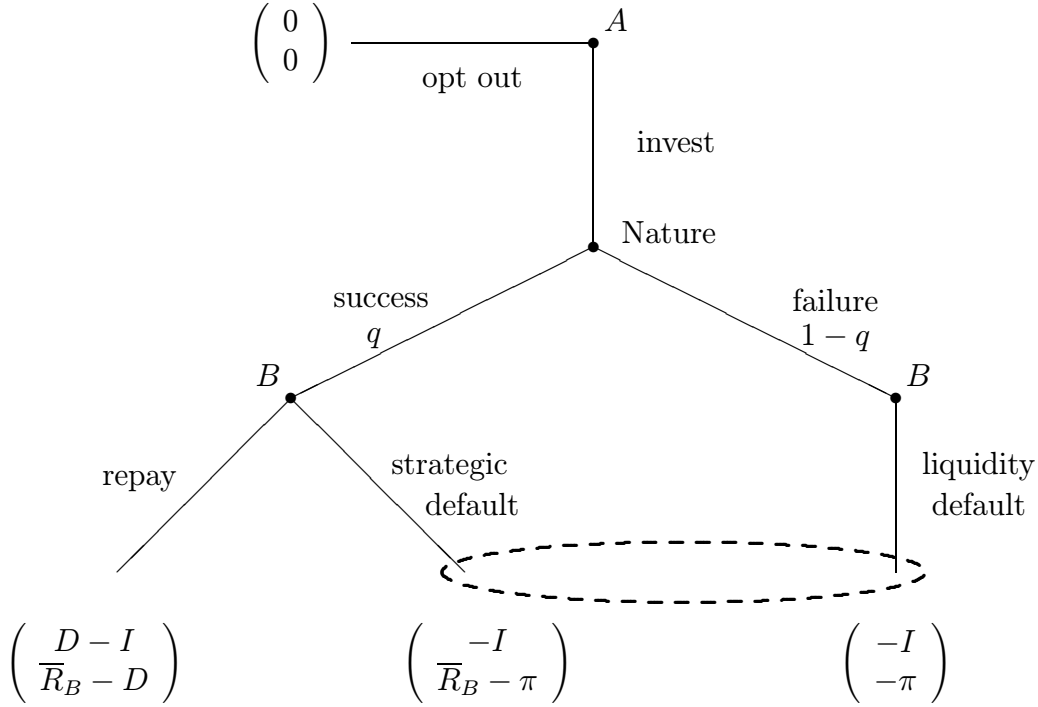 A
( 0
0 )
opt out
invest
Nature
success
q
failure
1 − q
B
B
repay
strategic
default
liquidity
default
( D − I
R̅_B − D )
( −I
R̅_B − π )
( −I
−π )